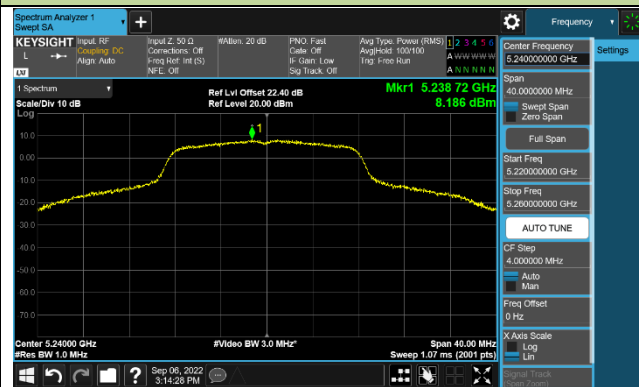 Spectrum Analyzer 1
Swept SA
Frequency
KEYSIGHT
L
LXI
Input: RF
Coupling: DC
Align: Auto
Input Z: 50 Ω
Corrections: Off
Freq Ref: Int (S)
NFE: Off
#Atten: 20 dB
PNO: Fast
Gate: Off
IF Gain: Low
Sig Track: Off
Avg Type: Power (RMS)
Avg|Hold: 100/100
Trig: Free Run
1 2 3 4 5 6
A W W W W W
A N N N N N
1 Spectrum
Scale/Div 10 dB
Log
Ref Lvl Offset 22.40 dB
Ref Level 20.00 dBm
Mkr1 5.238 72 GHz
8.186 dBm
1
10.0
0.00
-10.0
-20.0
-30.0
-40.0
-50.0
-60.0
-70.0
Center 5.24000 GHz
#Res BW 1.0 MHz
#Video BW 3.0 MHz*
Span 40.00 MHz
Sweep 1.07 ms (2001 pts)
Center Frequency
5.240000000 GHz
Settings
Span
40.0000000 MHz
Swept Span
Zero Span
Full Span
Start Freq
5.220000000 GHz
Stop Freq
5.260000000 GHz
AUTO TUNE
CF Step
4.000000 MHz
Auto
Man
Freq Offset
0 Hz
X Axis Scale
Log
Lin
Signal Track
(Span Zoom)
?
Sep 06, 2022
3:14:28 PM